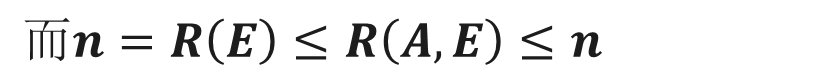 而n = R(E) ≤ R(A, E) ≤ n